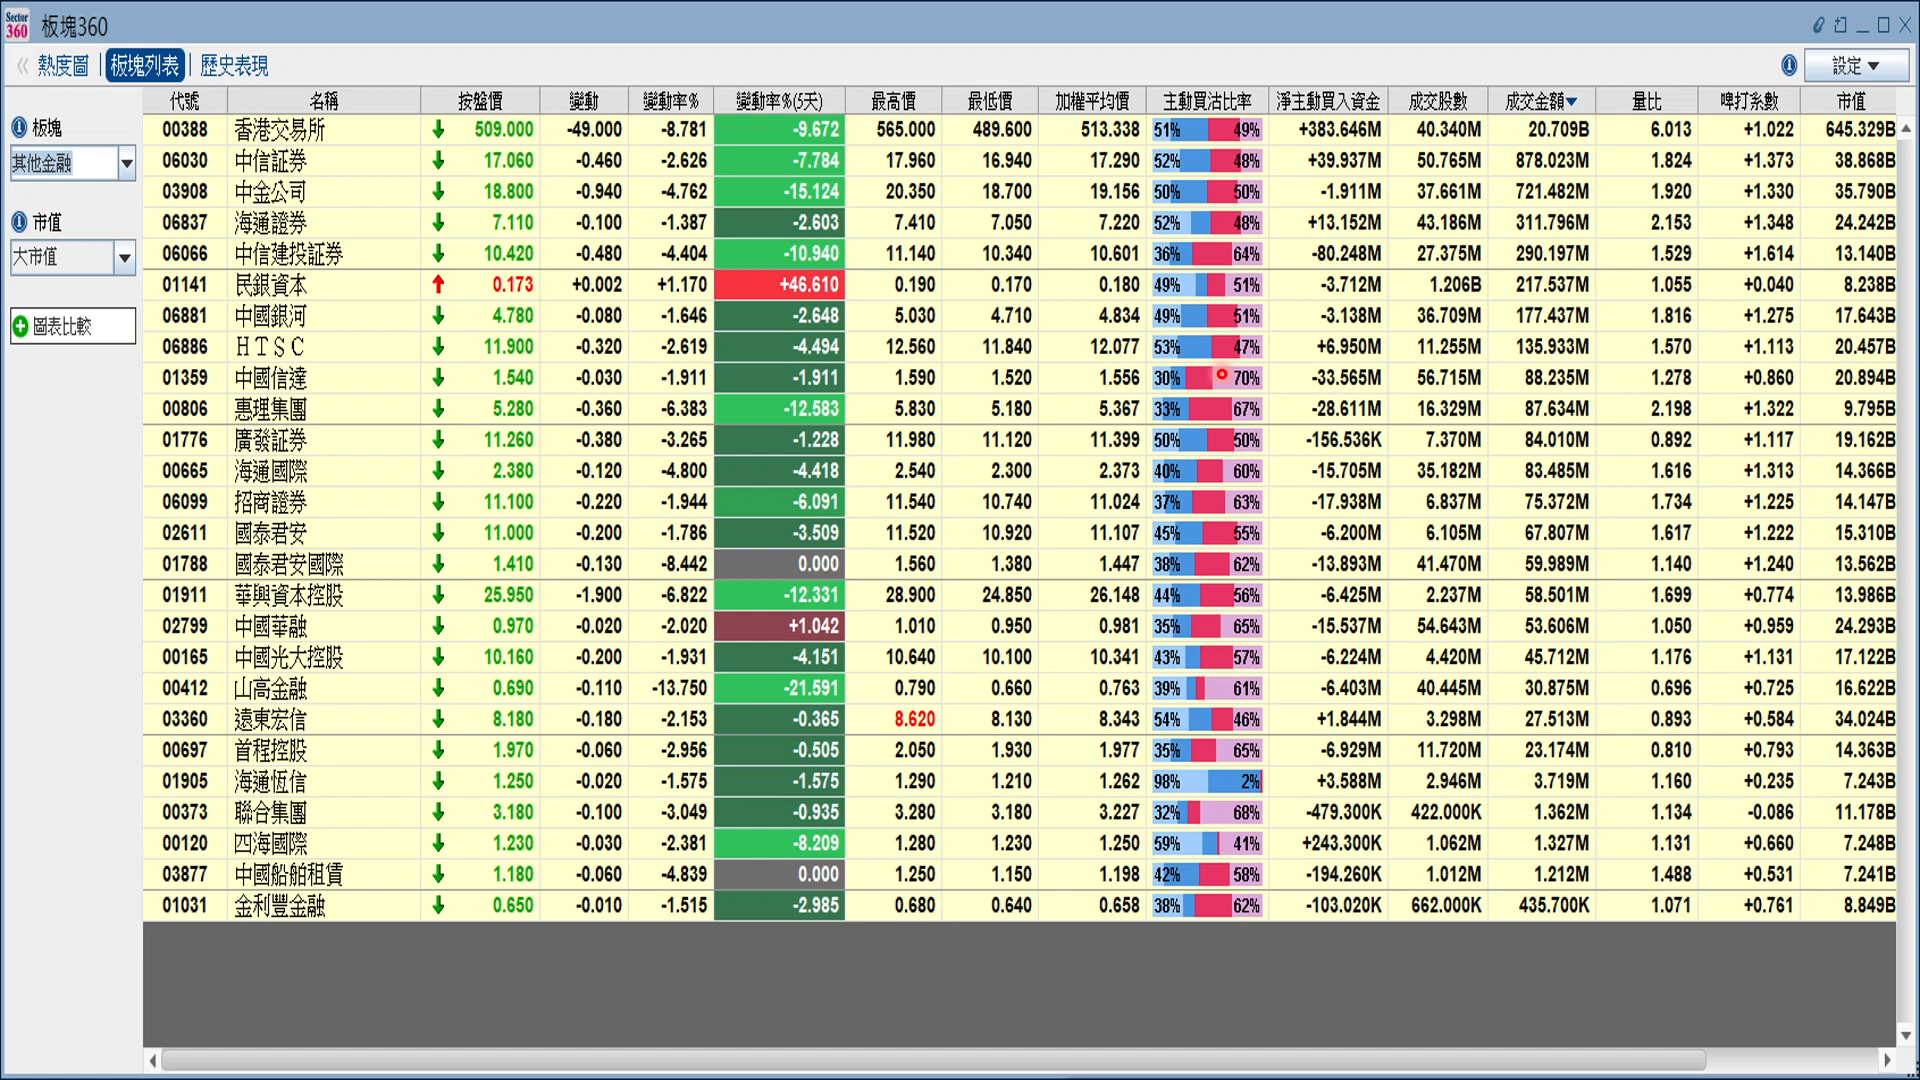 Sector 360 板塊360
熱度圖 | 板塊列表 | 歷史表現 設定
板塊
其他金融
市值
大市值
圖表比較
代號 名稱 按盤價 變動 變動率% 變動率%(5天) 最高價 最低價 加權平均價 主動買沽比率 淨主動買入資金 成交股數 成交金額 量比 啤打系數 市值
00388 香港交易所 509.000 -49.000 -8.781 -9.672 565.000 489.600 513.338 51% 49% +383.646M 40.340M 20.709B 6.013 +1.022 645.329B
06030 中信証券 17.060 -0.460 -2.626 -7.784 17.960 16.940 17.290 52% 48% +39.937M 50.765M 878.023M 1.824 +1.373 38.868B
03908 中金公司 18.800 -0.940 -4.762 -15.124 20.350 18.700 19.156 50% 50% -1.911M 37.661M 721.482M 1.920 +1.330 35.790B
06837 海通證券 7.110 -0.100 -1.387 -2.603 7.410 7.050 7.220 52% 48% +13.152M 43.186M 311.796M 2.153 +1.348 24.242B
06066 中信建投証券 10.420 -0.480 -4.404 -10.940 11.140 10.340 10.601 36% 64% -80.248M 27.375M 290.197M 1.529 +1.614 13.140B
01141 民銀資本 0.173 +0.002 +1.170 +46.610 0.190 0.170 0.180 49% 51% -3.712M 1.206B 217.537M 1.055 +0.040 8.238B
06881 中國銀河 4.780 -0.080 -1.646 -2.648 5.030 4.710 4.834 49% 51% -3.138M 36.709M 177.437M 1.816 +1.275 17.643B
06886 ＨＴＳＣ 11.900 -0.320 -2.619 -4.494 12.560 11.840 12.077 53% 47% +6.950M 11.255M 135.933M 1.570 +1.113 20.457B
01359 中國信達 1.540 -0.030 -1.911 -1.911 1.590 1.520 1.556 30% 70% -33.565M 56.715M 88.235M 1.278 +0.860 20.894B
00806 惠理集團 5.280 -0.360 -6.383 -12.583 5.830 5.180 5.367 33% 67% -28.611M 16.329M 87.634M 2.198 +1.322 9.795B
01776 廣發証券 11.260 -0.380 -3.265 -1.228 11.980 11.120 11.399 50% 50% -156.536K 7.370M 84.010M 0.892 +1.117 19.162B
00665 海通國際 2.380 -0.120 -4.800 -4.418 2.540 2.300 2.373 40% 60% -15.705M 35.182M 83.485M 1.616 +1.313 14.366B
06099 招商證券 11.100 -0.220 -1.944 -6.091 11.540 10.740 11.024 37% 63% -17.938M 6.837M 75.372M 1.734 +1.225 14.147B
02611 國泰君安 11.000 -0.200 -1.786 -3.509 11.520 10.920 11.107 45% 55% -6.200M 6.105M 67.807M 1.617 +1.222 15.310B
01788 國泰君安國際 1.410 -0.130 -8.442 0.000 1.560 1.380 1.447 38% 62% -13.893M 41.470M 59.989M 1.140 +1.240 13.562B
01911 華興資本控股 25.950 -1.900 -6.822 -12.331 28.900 24.850 26.148 44% 56% -6.425M 2.237M 58.501M 1.699 +0.774 13.986B
02799 中國華融 0.970 -0.020 -2.020 +1.042 1.010 0.950 0.981 35% 65% -15.537M 54.643M 53.606M 1.050 +0.959 24.293B
00165 中國光大控股 10.160 -0.200 -1.931 -4.151 10.640 10.100 10.341 43% 57% -6.224M 4.420M 45.712M 1.176 +1.131 17.122B
00412 山高金融 0.690 -0.110 -13.750 -21.591 0.790 0.660 0.763 39% 61% -6.403M 40.445M 30.875M 0.696 +0.725 16.622B
03360 遠東宏信 8.180 -0.180 -2.153 -0.365 8.620 8.130 8.343 54% 46% +1.844M 3.298M 27.513M 0.893 +0.584 34.024B
00697 首程控股 1.970 -0.060 -2.956 -0.505 2.050 1.930 1.977 35% 65% -6.929M 11.720M 23.174M 0.810 +0.793 14.363B
01905 海通恆信 1.250 -0.020 -1.575 -1.575 1.290 1.210 1.262 98% 2% +3.588M 2.946M 3.719M 1.160 +0.235 7.243B
00373 聯合集團 3.180 -0.100 -3.049 -0.935 3.280 3.180 3.227 32% 68% -479.300K 422.000K 1.362M 1.134 -0.086 11.178B
00120 四海國際 1.230 -0.030 -2.381 -8.209 1.280 1.230 1.250 59% 41% +243.300K 1.062M 1.327M 1.131 +0.660 7.248B
03877 中國船舶租賃 1.180 -0.060 -4.839 0.000 1.250 1.150 1.198 42% 58% -194.260K 1.012M 1.212M 1.488 +0.531 7.241B
01031 金利豐金融 0.650 -0.010 -1.515 -2.985 0.680 0.640 0.658 38% 62% -103.020K 662.000K 435.700K 1.071 +0.761 8.849B